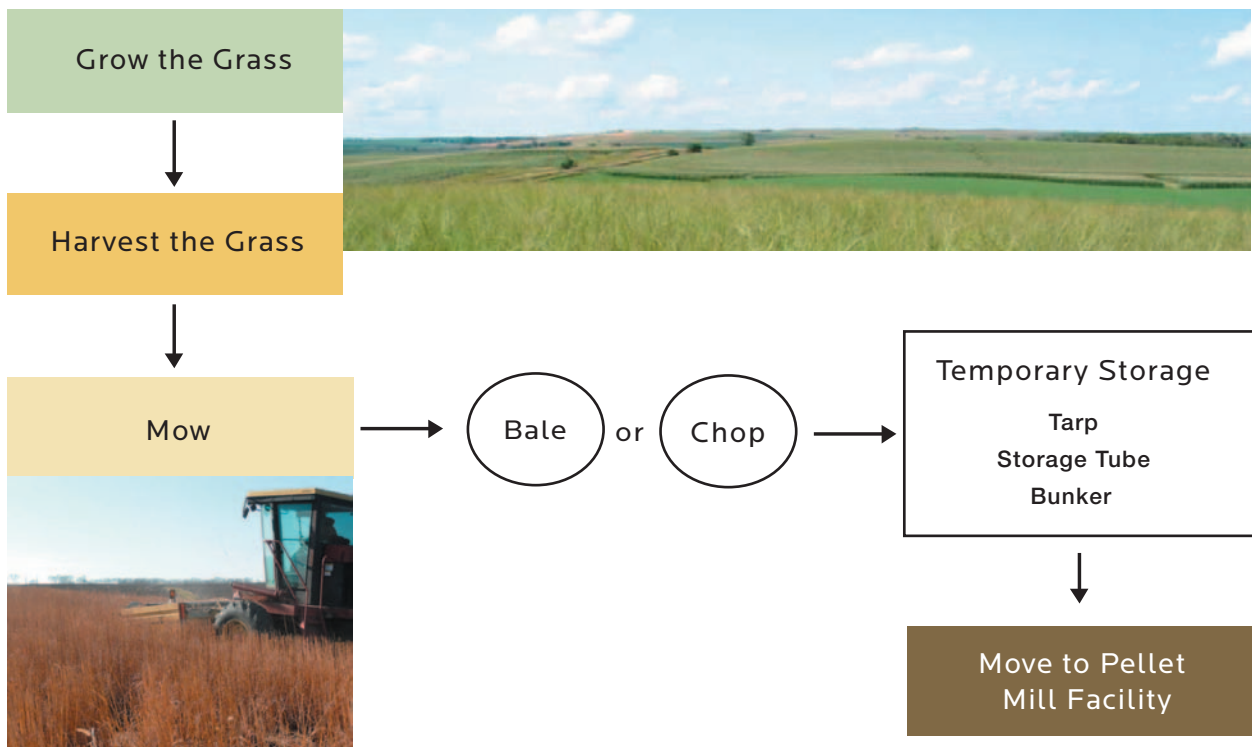 Grow the Grass
Harvest the Grass
Mow
Bale or Chop
Temporary Storage
Tarp
Storage Tube
Bunker
Move to Pellet
Mill Facility